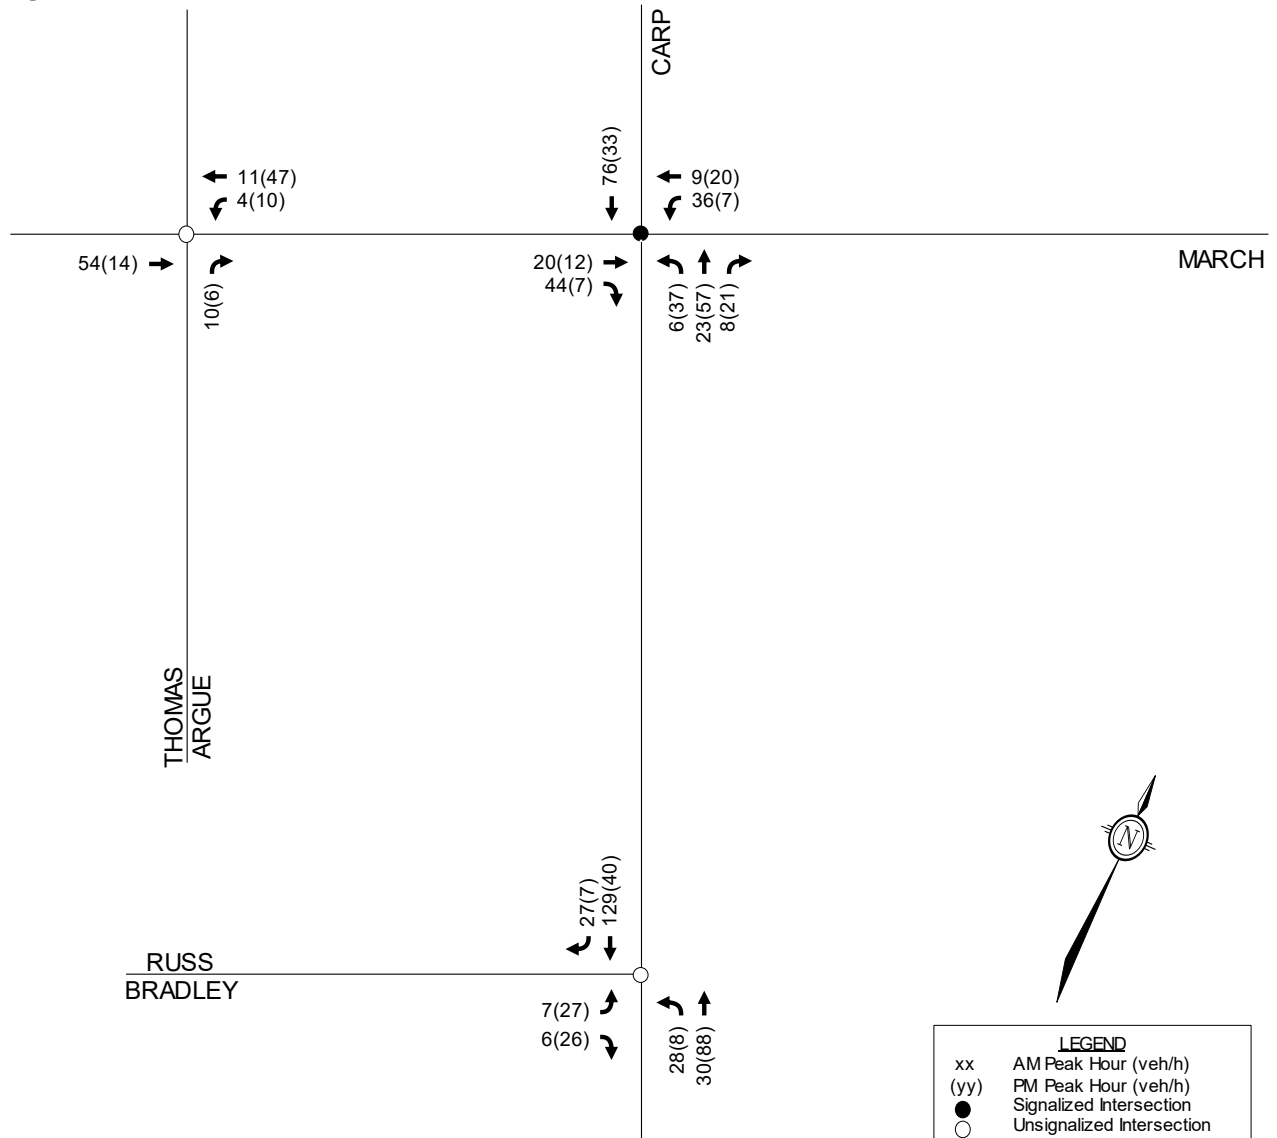 CARP
76(33)
11(47)
4(10)
9(20)
36(7)
54(14)
10(6)
20(12)
44(7)
6(37)
23(57)
8(21)
MARCH
THOMAS
ARGUE
27(7)
129(40)
RUSS
BRADLEY
7(27)
6(26)
28(8)
30(88)
N
LEGEND
xx AM Peak Hour (veh/h)
(yy) PM Peak Hour (veh/h)
Signalized Intersection
Unsignalized Intersection